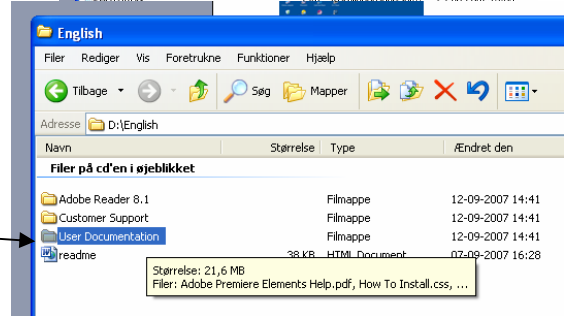 English
Filer Rediger Vis Foretrukne Funktioner Hjælp
Tilbage Søg Mapper
Adresse D:\English
Navn Størrelse Type Ændret den
Filer på cd'en i øjeblikket
Adobe Reader 8.1 Filmappe 12-09-2007 14:41
Customer Support Filmappe 12-09-2007 14:41
User Documentation Filmappe 12-09-2007 14:41
readme 38 KB HTML Document 07-09-2007 16:28
Størrelse: 21,6 MB
Filer: Adobe Premiere Elements Help.pdf, How To Install.css, ...